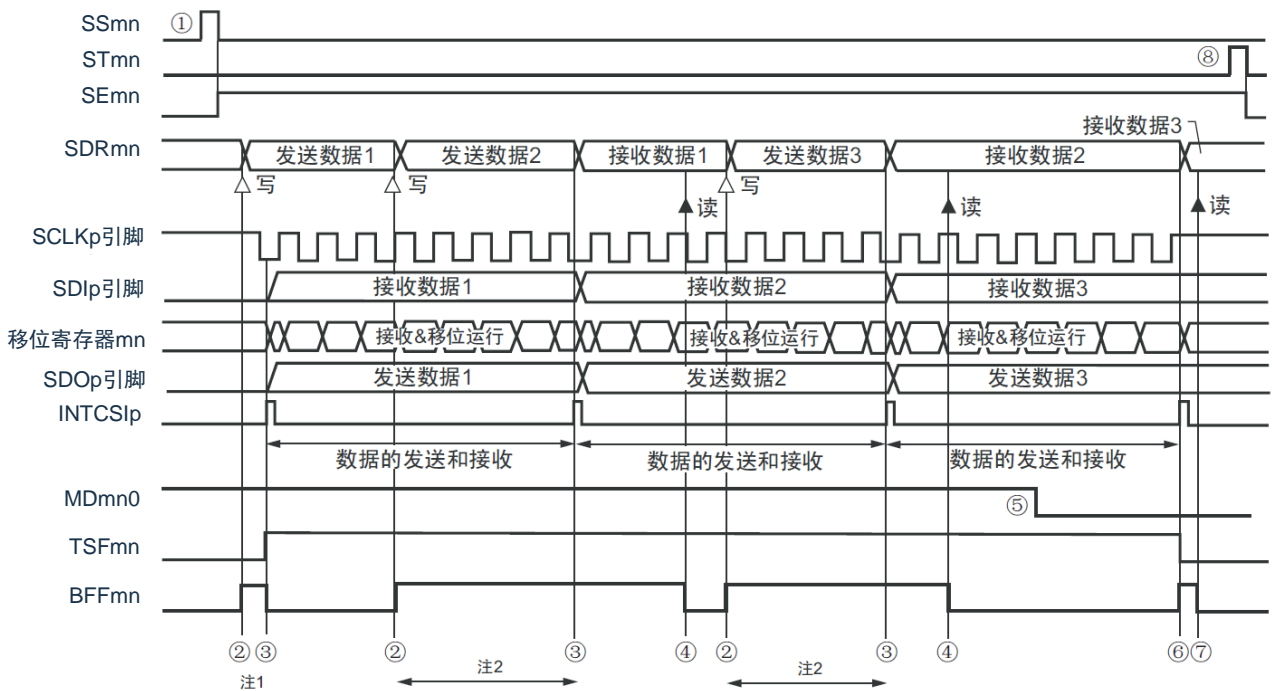 SSmn ①
STmn ⑧
SEmn
接收数据3
SDRmn 发送数据1 发送数据2 接收数据1 发送数据3 接收数据2
写 写 写
读 读 读
SCLKp引脚
SDIp引脚 接收数据1 接收数据2 接收数据3
移位寄存器mn 接收&移位运行 接收&移位运行 接收&移位运行
SDOp引脚 发送数据1 发送数据2 发送数据3
INTCSIp
数据的发送和接收 数据的发送和接收 数据的发送和接收
MDmn0 ⑤
TSFmn
BFFmn
② ③ ② ③ ④ ② ③ ④ ⑥ ⑦
注1 注2 注2